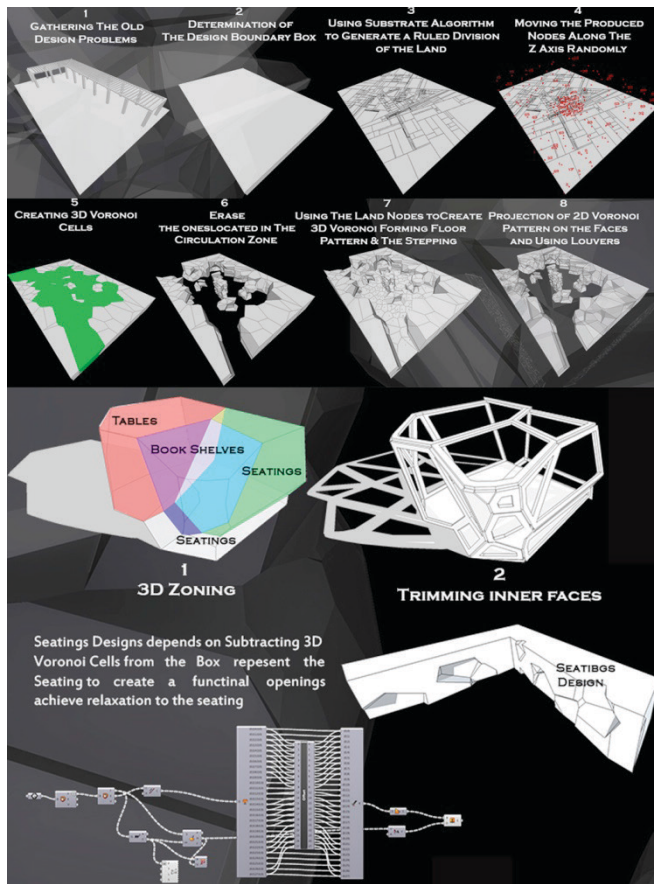 1
GATHERING THE OLD
DESIGN PROBLEMS
2
DETERMINATION OF
THE DESIGN BOUNDARY BOX
3
USING SUBSTRATE ALGORITHM
TO GENERATE A RULED DIVISION
OF THE LAND
4
MOVING THE PRODUCED
NODES ALONG THE
Z AXIS RANDOMLY
5
CREATING 3D VORONOI
CELLS
6
ERASE
THE ONESLOCATED IN THE
CIRCULATION ZONE
7
USING THE LAND NODES TOCREATE
3D VORONOI FORMING FLOOR
PATTERN & THE STEPPING
8
PROJECTION OF 2D VORONOI
PATTERN ON THE FACES
AND USING LOUVERS
TABLES
BOOK SHELVES
SEATINGS
SEATINGS
1
3D ZONING
2
TRIMMING INNER FACES
Seatings Designs depends on Subtracting 3D
Voronoi Cells from the Box repesent the
Seating to create a functinal openings
achieve relaxation to the seating
SEATIBGS
DESIGN